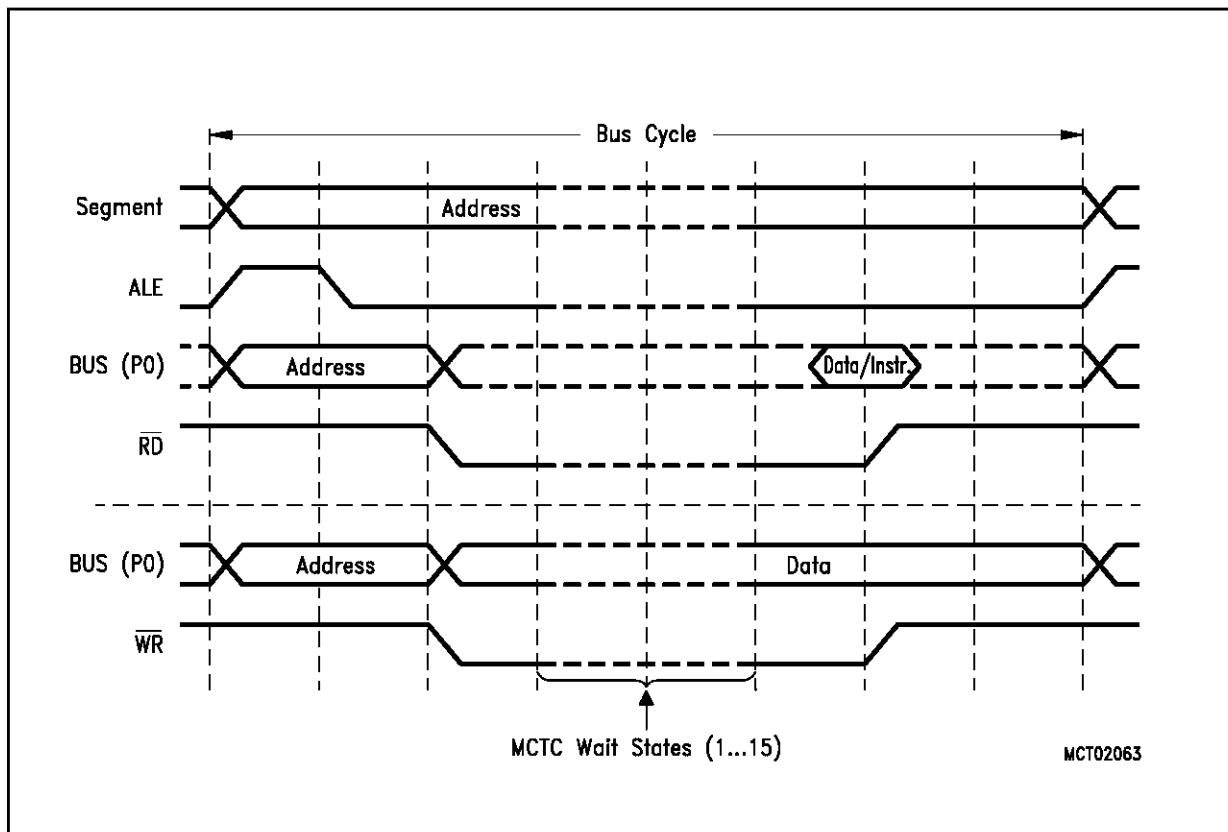 Bus Cycle
Segment
Address
ALE
BUS (P0)
Address
Data/Instr.
RD
BUS (P0)
Address
Data
WR
MCTC Wait States (1...15)
MCT02063